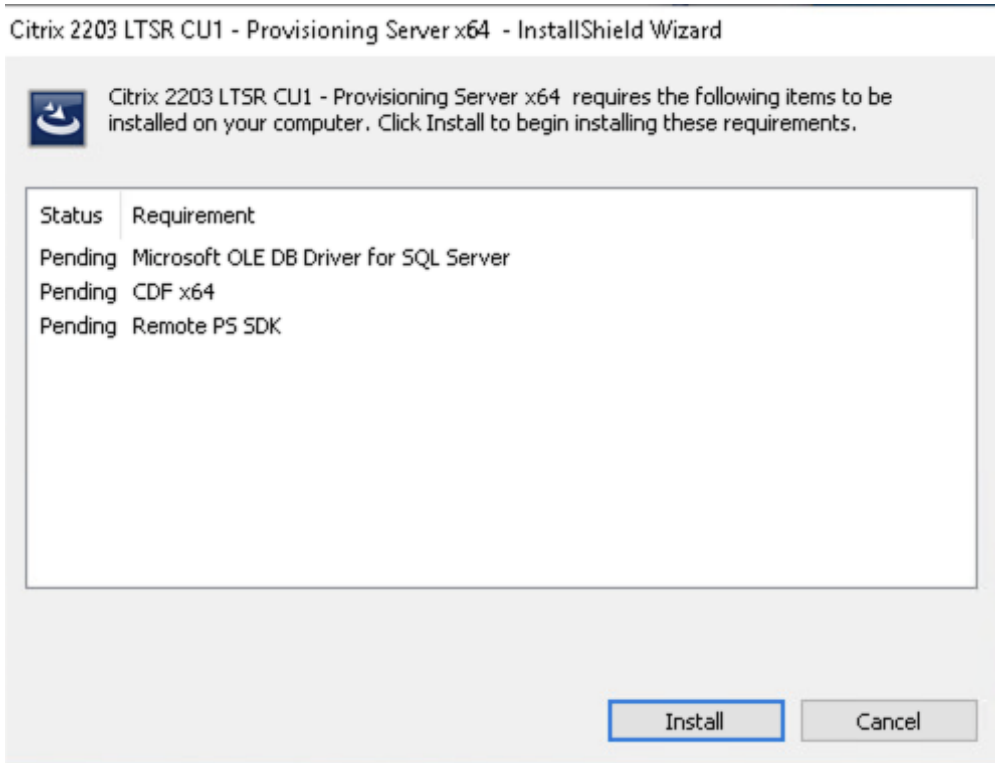 Citrix 2203 LTSR CU1 - Provisioning Server x64 - InstallShield Wizard
Citrix 2203 LTSR CU1 - Provisioning Server x64 requires the following items to be
installed on your computer. Click Install to begin installing these requirements.
Status Requirement
Pending Microsoft OLE DB Driver for SQL Server
Pending CDF x64
Pending Remote PS SDK
Install Cancel